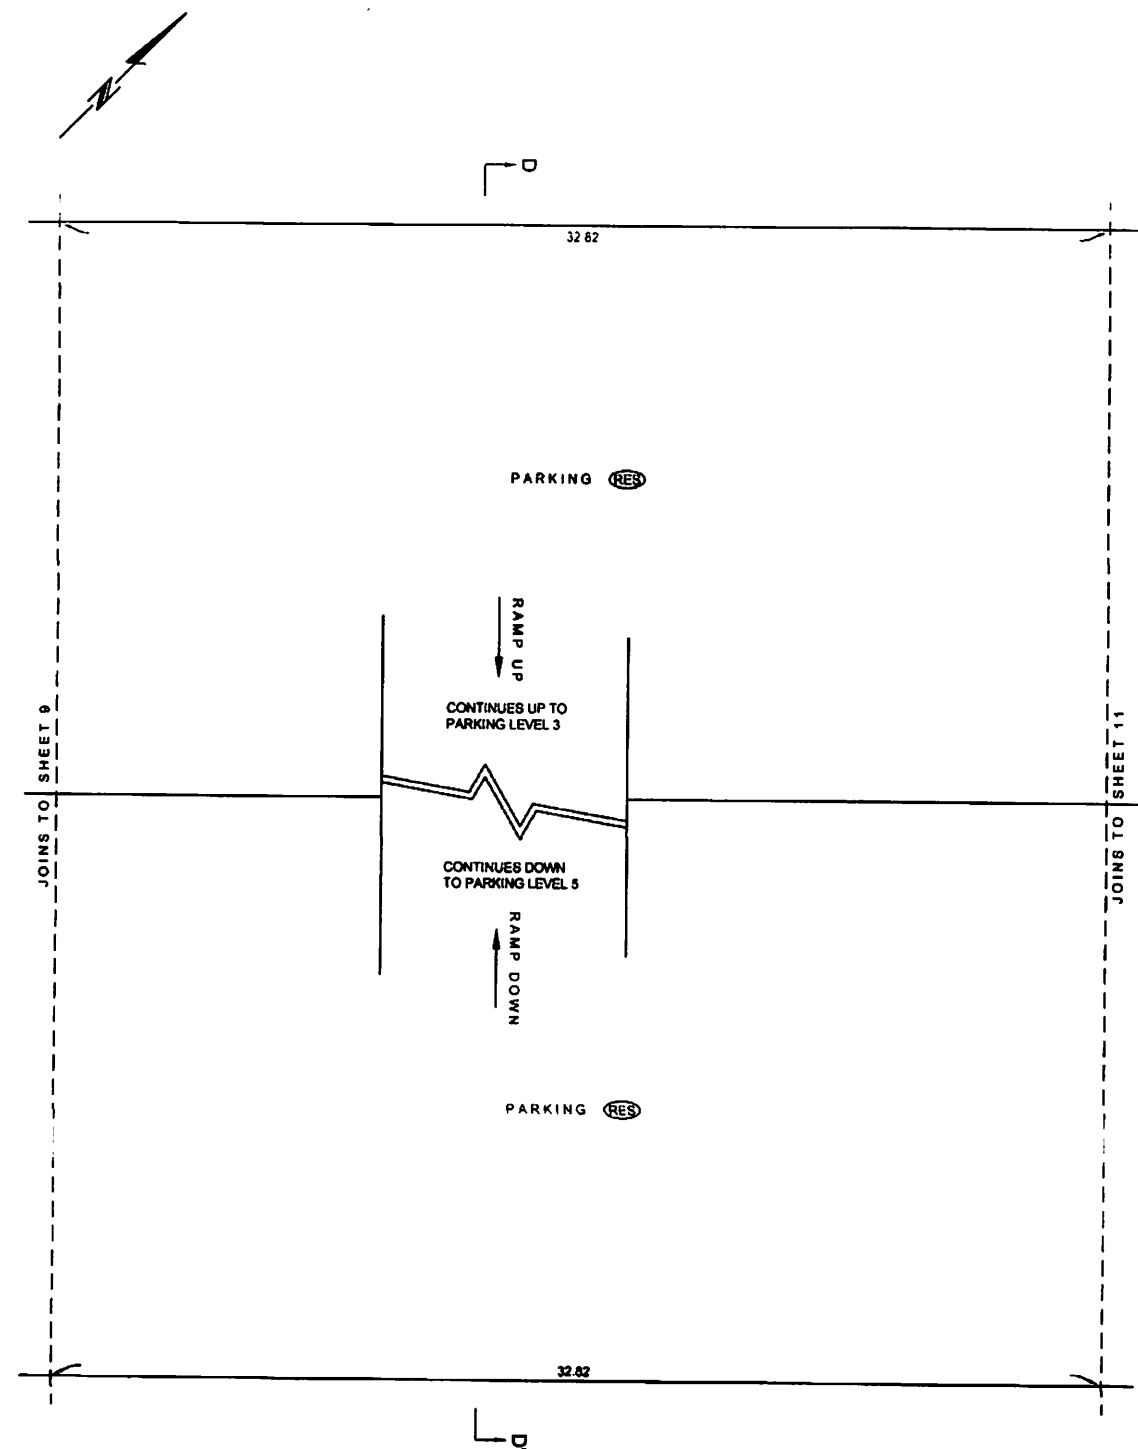 N
D
32.82
PARKING RES
RAMP UP
CONTINUES UP TO
PARKING LEVEL 3
JOINS TO SHEET 9
JOINS TO SHEET 11
CONTINUES DOWN
TO PARKING LEVEL 5
RAMP DOWN
PARKING RES
32.82
D'